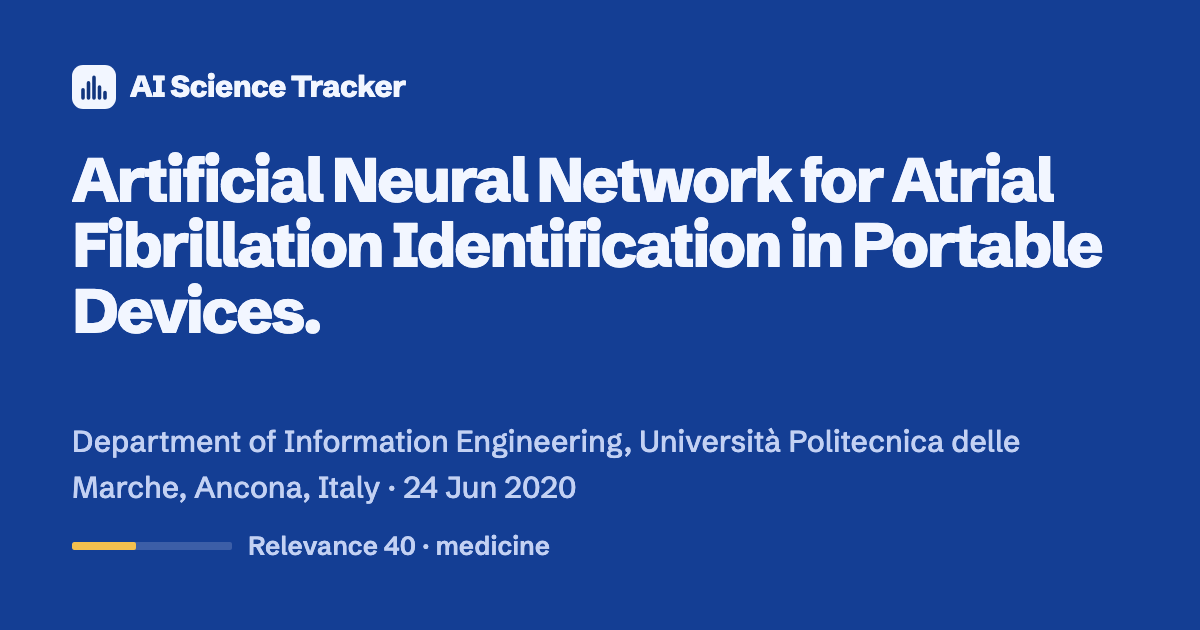 AI Science Tracker
Artificial Neural Network for Atrial
Fibrillation Identification in Portable
Devices.
Department of Information Engineering, Università Politecnica delle
Marche, Ancona, Italy · 24 Jun 2020
Relevance 40 · medicine